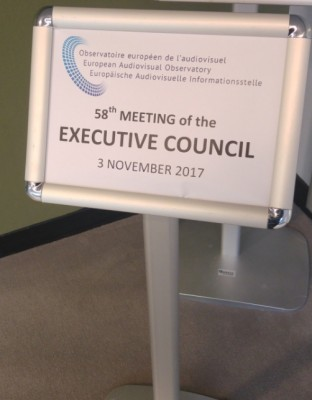 Observatoire européen de l'audiovisuel
European Audiovisual Observatory
Europäische Audiovisuelle Informationsstelle
58th MEETING of the
EXECUTIVE COUNCIL
3 NOVEMBER 2017